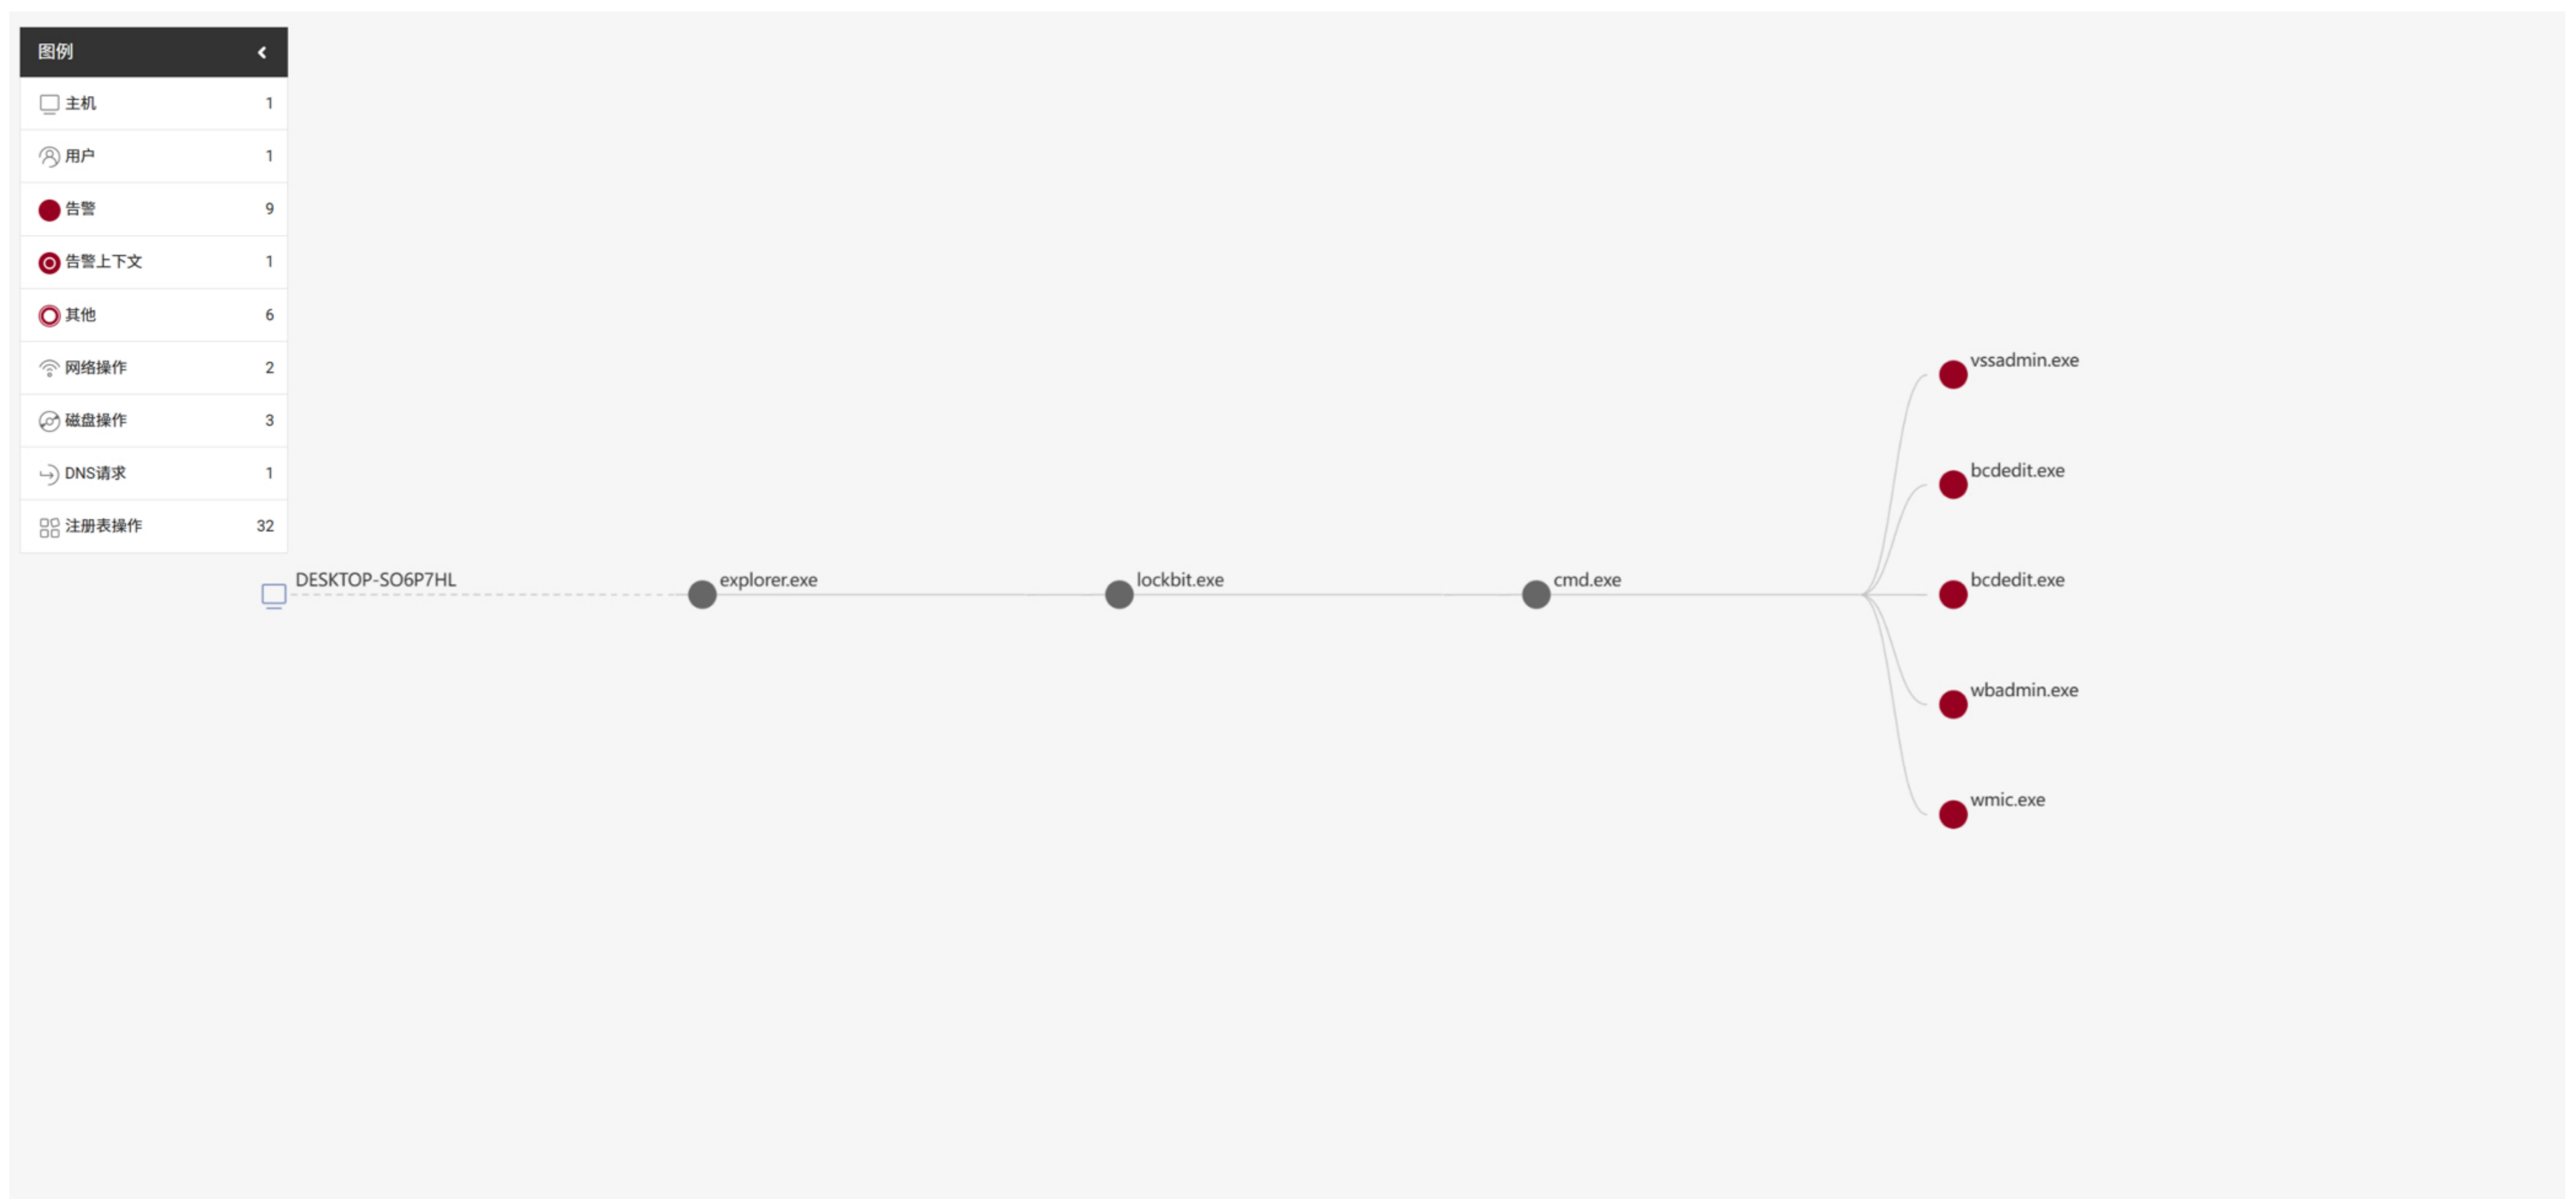 图例
主机 1
用户 1
告警 9
告警上下文 1
其他 6
网络操作 2
磁盘操作 3
DNS请求 1
注册表操作 32
vssadmin.exe
bcdedit.exe
DESKTOP-SO6P7HL explorer.exe lockbit.exe cmd.exe bcdedit.exe
wbadmin.exe
wmic.exe